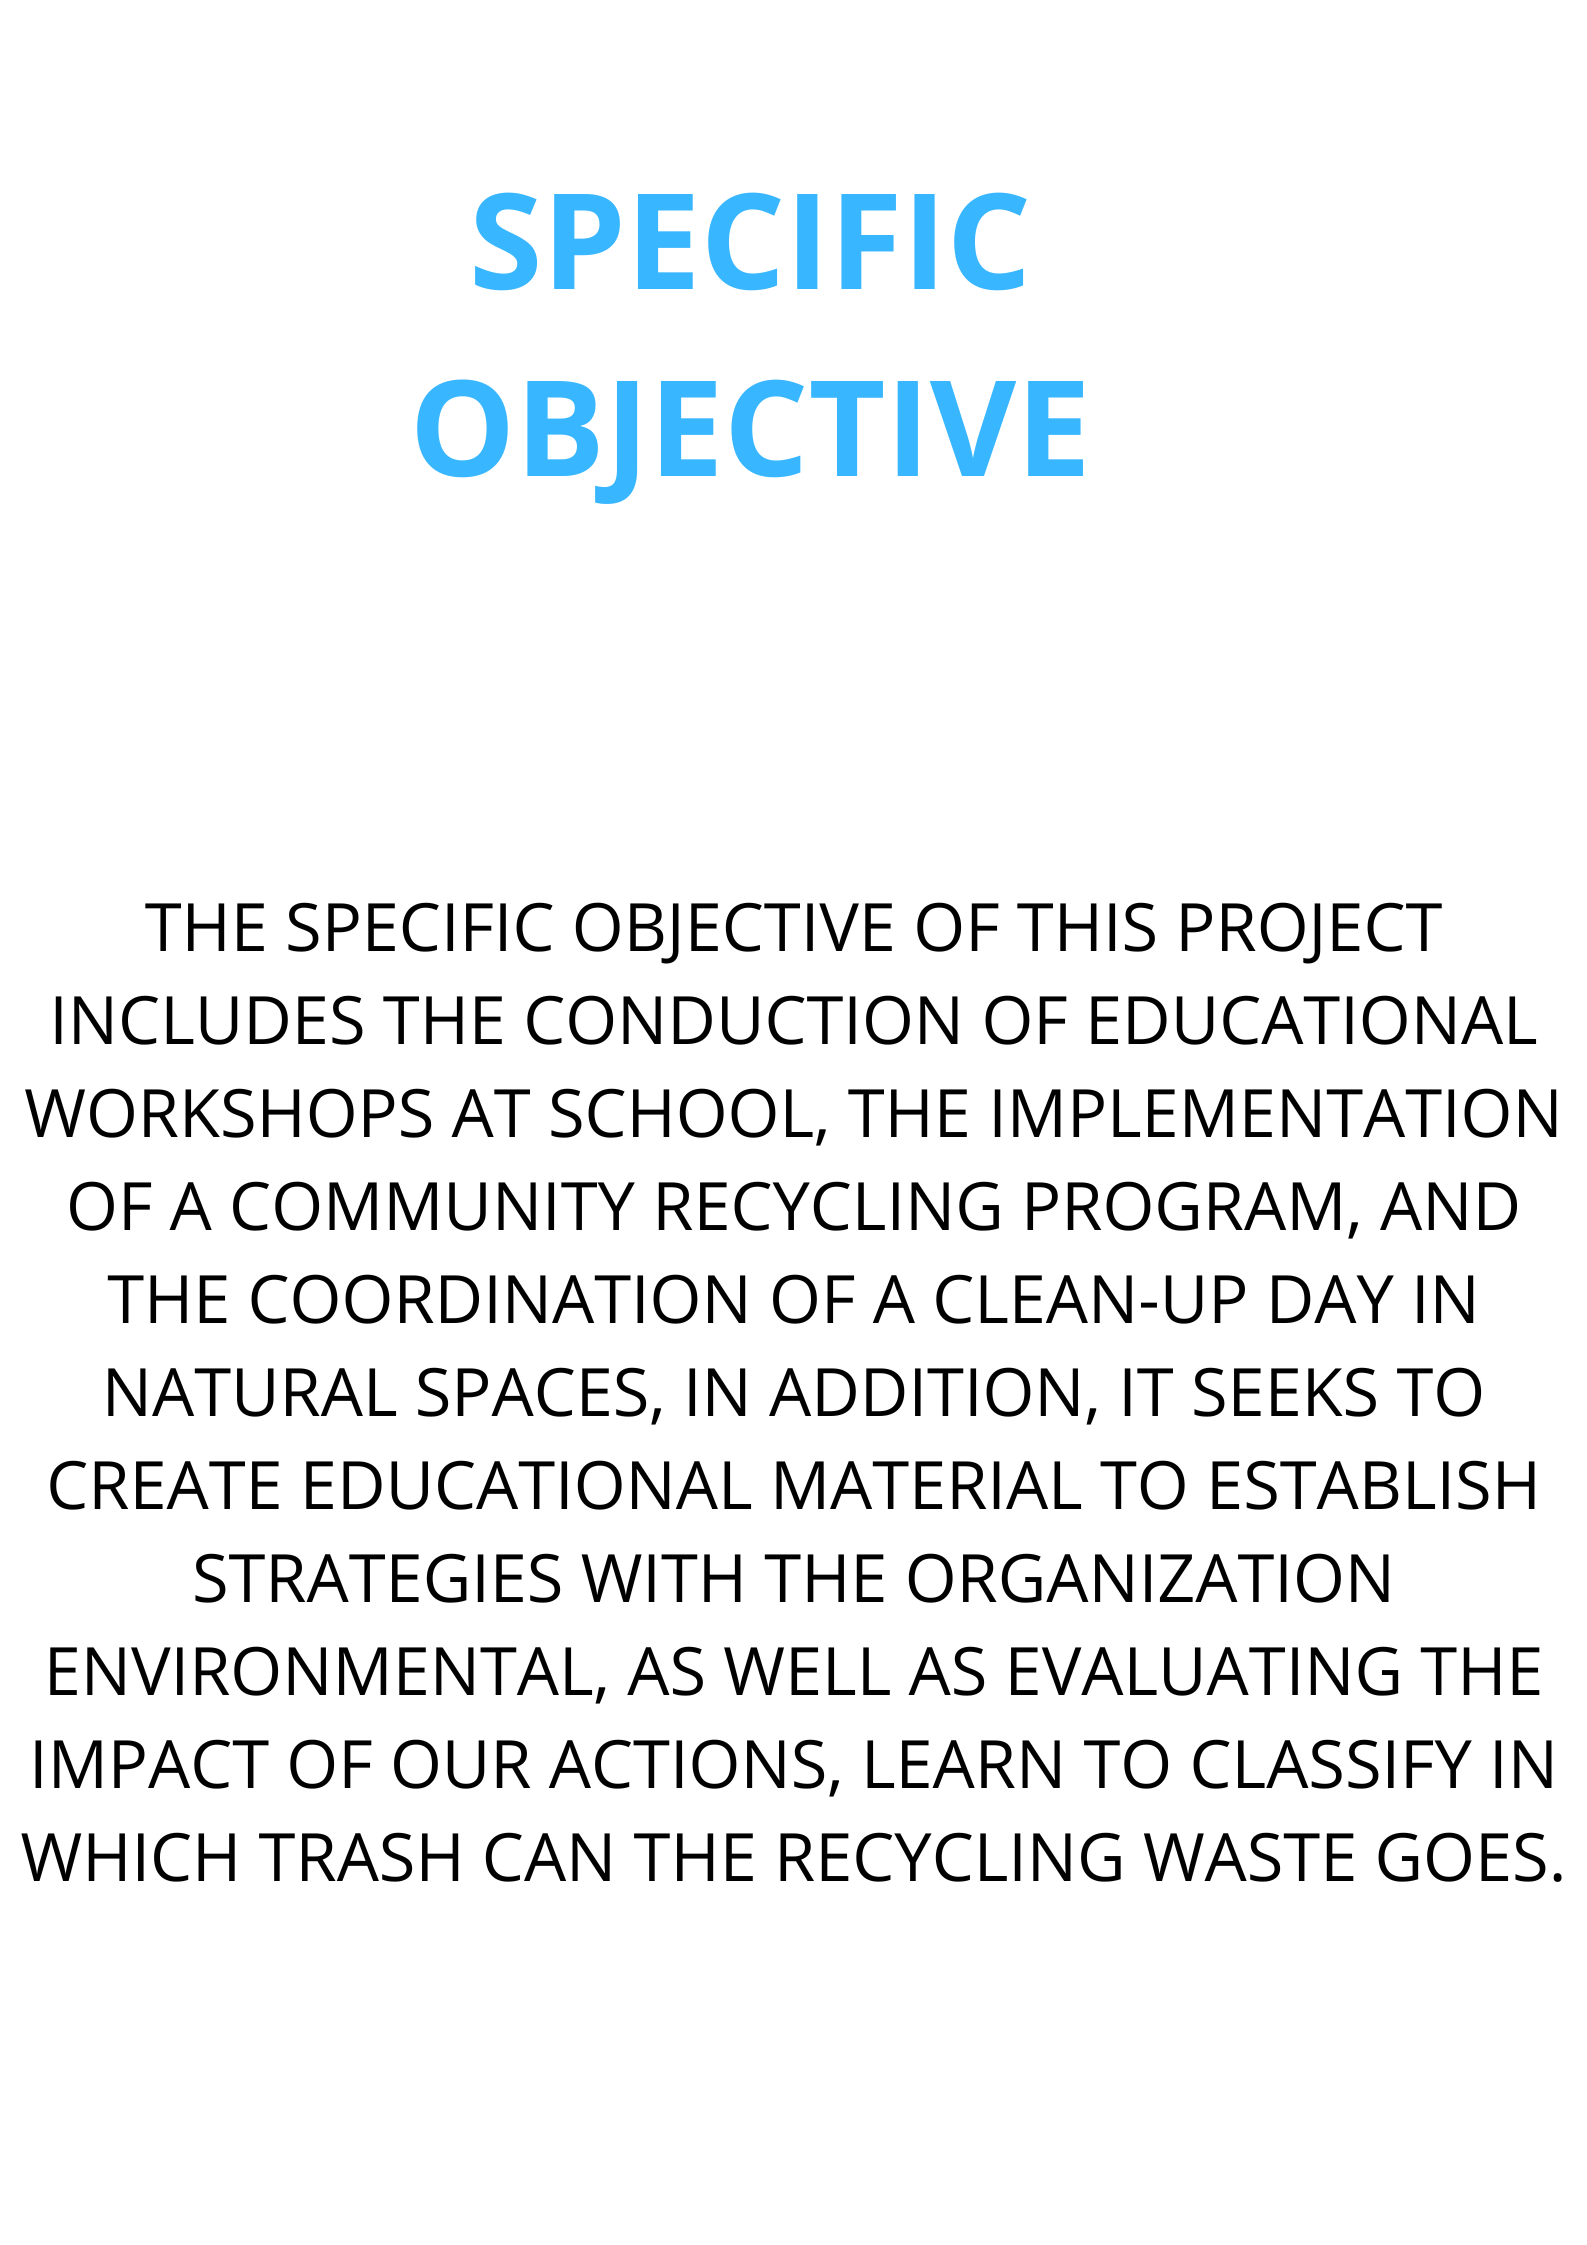 SPECIFIC
OBJECTIVE
THE SPECIFIC OBJECTIVE OF THIS PROJECT
INCLUDES THE CONDUCTION OF EDUCATIONAL
WORKSHOPS AT SCHOOL, THE IMPLEMENTATION
OF A COMMUNITY RECYCLING PROGRAM, AND
THE COORDINATION OF A CLEAN-UP DAY IN
NATURAL SPACES, IN ADDITION, IT SEEKS TO
CREATE EDUCATIONAL MATERIAL TO ESTABLISH
STRATEGIES WITH THE ORGANIZATION
ENVIRONMENTAL, AS WELL AS EVALUATING THE
IMPACT OF OUR ACTIONS, LEARN TO CLASSIFY IN
WHICH TRASH CAN THE RECYCLING WASTE GOES.